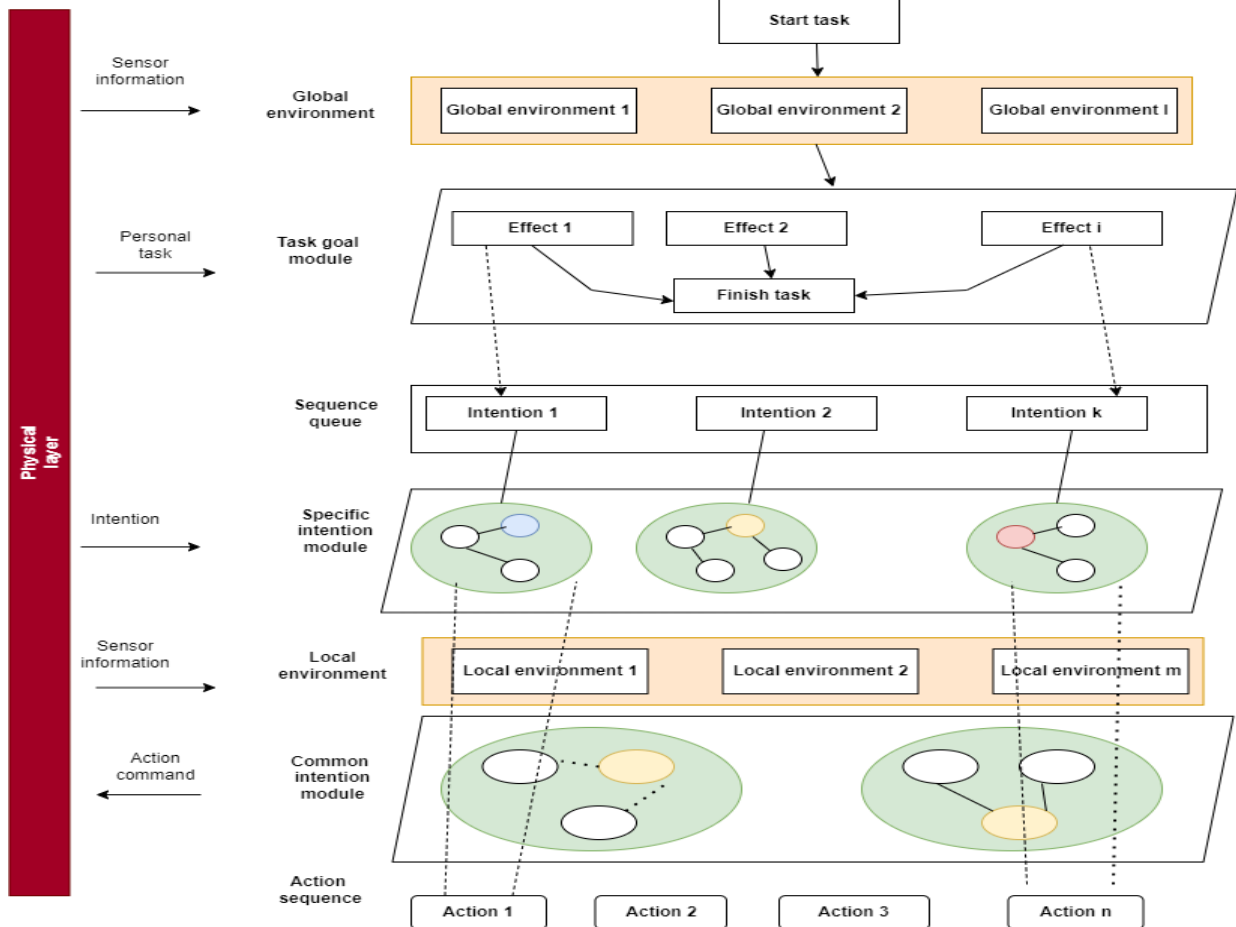 Start task
Sensor
information
Global
environment
Global environment 1
Global environment 2
Global environment l
Personal
task
Task goal
module
Effect 1
Effect 2
Effect i
Finish task
Sequence
queue
Intention 1
Intention 2
Intention k
Physical
layer
Intention
Specific
intention
module
Sensor
information
Local
environment
Local environment 1
Local environment 2
Local environment m
Action
command
Common
intention
module
Action
sequence
Action 1
Action 2
Action 3
Action n